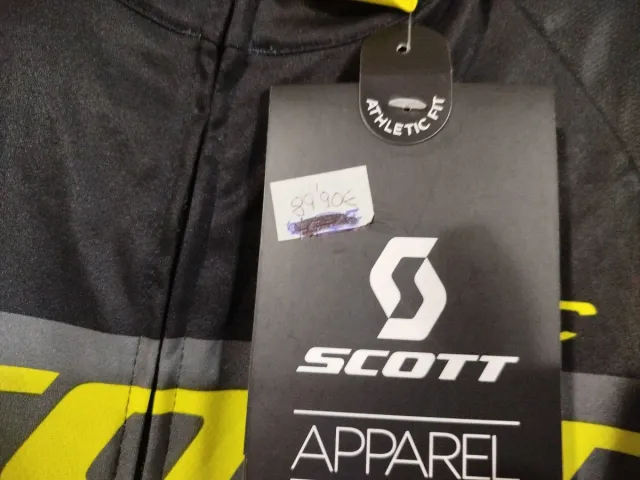 ATHLETIC FIT
89'90€
SCOTT
APPAREL